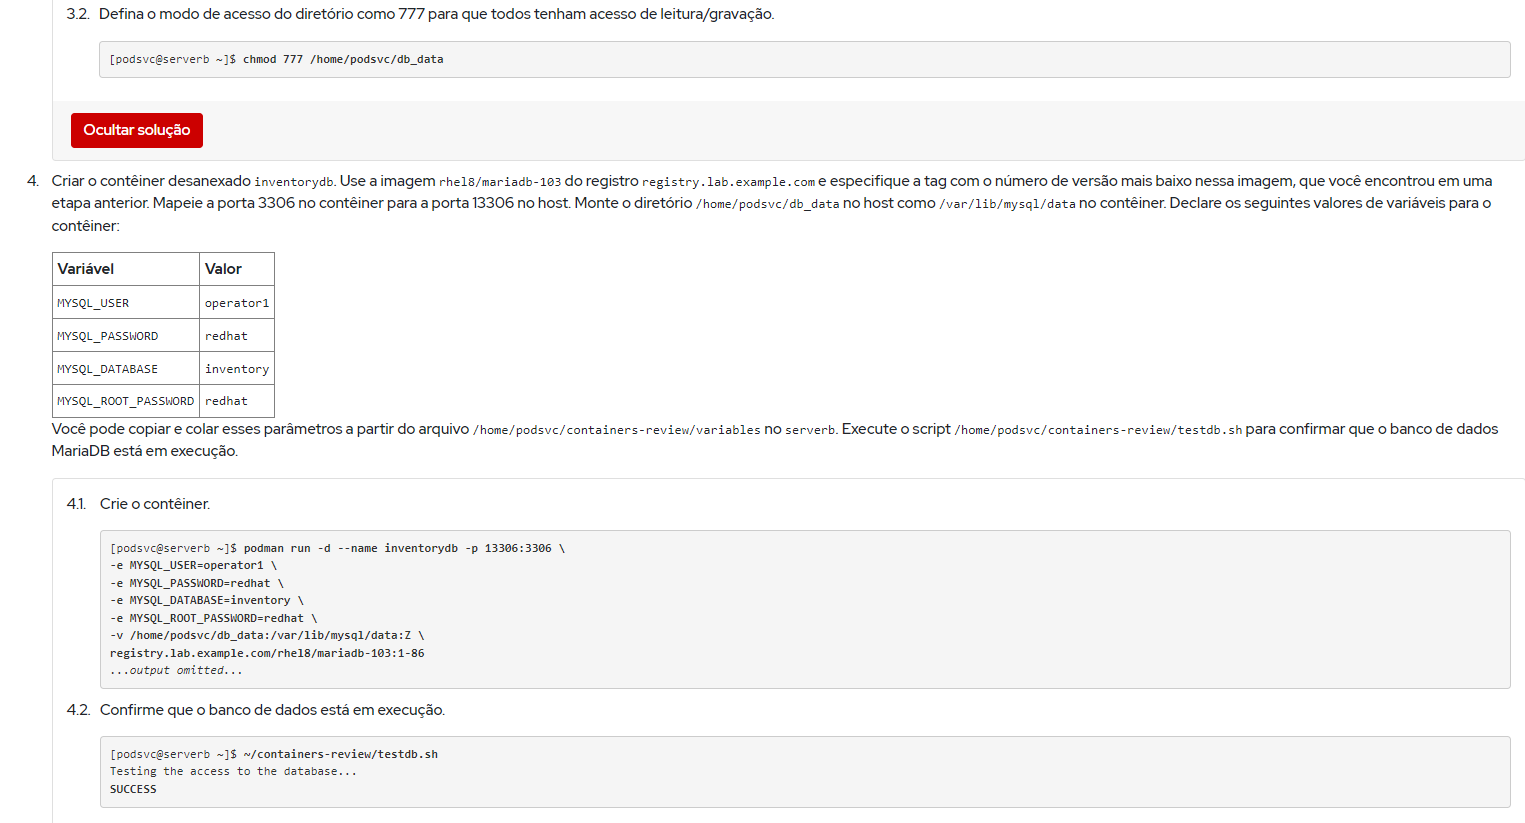 3.2. Defina o modo de acesso do diretório como 777 para que todos tenham acesso de leitura/gravação.
[podsvc@serverb ~]$ chmod 777 /home/podsvc/db_data
Ocultar solução
4. Criar o contêiner desanexado inventorydb. Use a imagem rhel8/mariadb-103 do registro registry.lab.example.com e especifique a tag com o número de versão mais baixo nessa imagem, que você encontrou em uma
etapa anterior. Mapeie a porta 3306 no contêiner para a porta 13306 no host. Monte o diretório /home/podsvc/db_data no host como /var/lib/mysql/data no contêiner. Declare os seguintes valores de variáveis para o
contêiner:
Variável Valor
MYSQL_USER operator1
MYSQL_PASSWORD redhat
MYSQL_DATABASE inventory
MYSQL_ROOT_PASSWORD redhat
Você pode copiar e colar esses parâmetros a partir do arquivo /home/podsvc/containers-review/variables no serverb. Execute o script /home/podsvc/containers-review/testdb.sh para confirmar que o banco de dados
MariaDB está em execução.
4.1. Crie o contêiner.
[podsvc@serverb ~]$ podman run -d --name inventorydb -p 13306:3306 \
-e MYSQL_USER=operator1 \
-e MYSQL_PASSWORD=redhat \
-e MYSQL_DATABASE=inventory \
-e MYSQL_ROOT_PASSWORD=redhat \
-v /home/podsvc/db_data:/var/lib/mysql/data:Z \
registry.lab.example.com/rhel8/mariadb-103:1-86
...output omitted...
4.2. Confirme que o banco de dados está em execução.
[podsvc@serverb ~]$ ~/containers-review/testdb.sh
Testing the access to the database...
SUCCESS